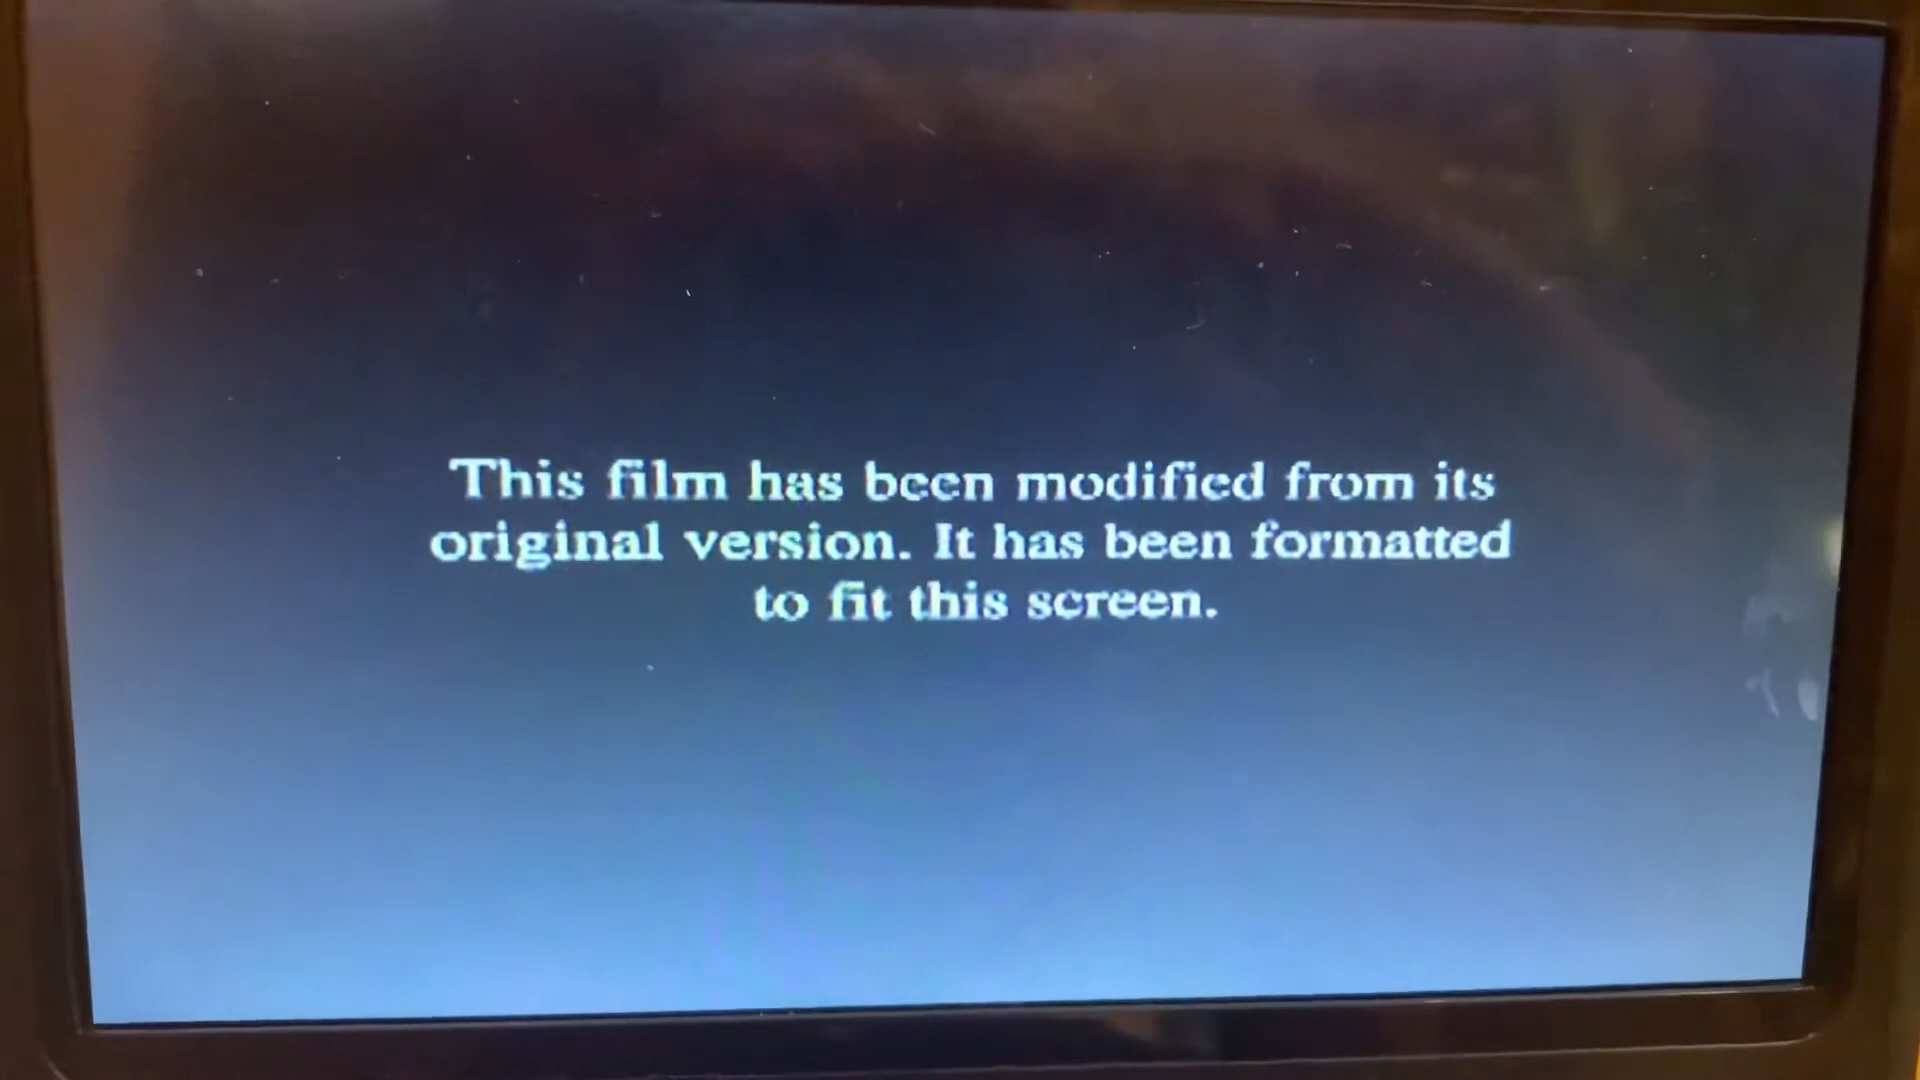 This film has been modified from its
original version. It has been formatted
to fit this screen.